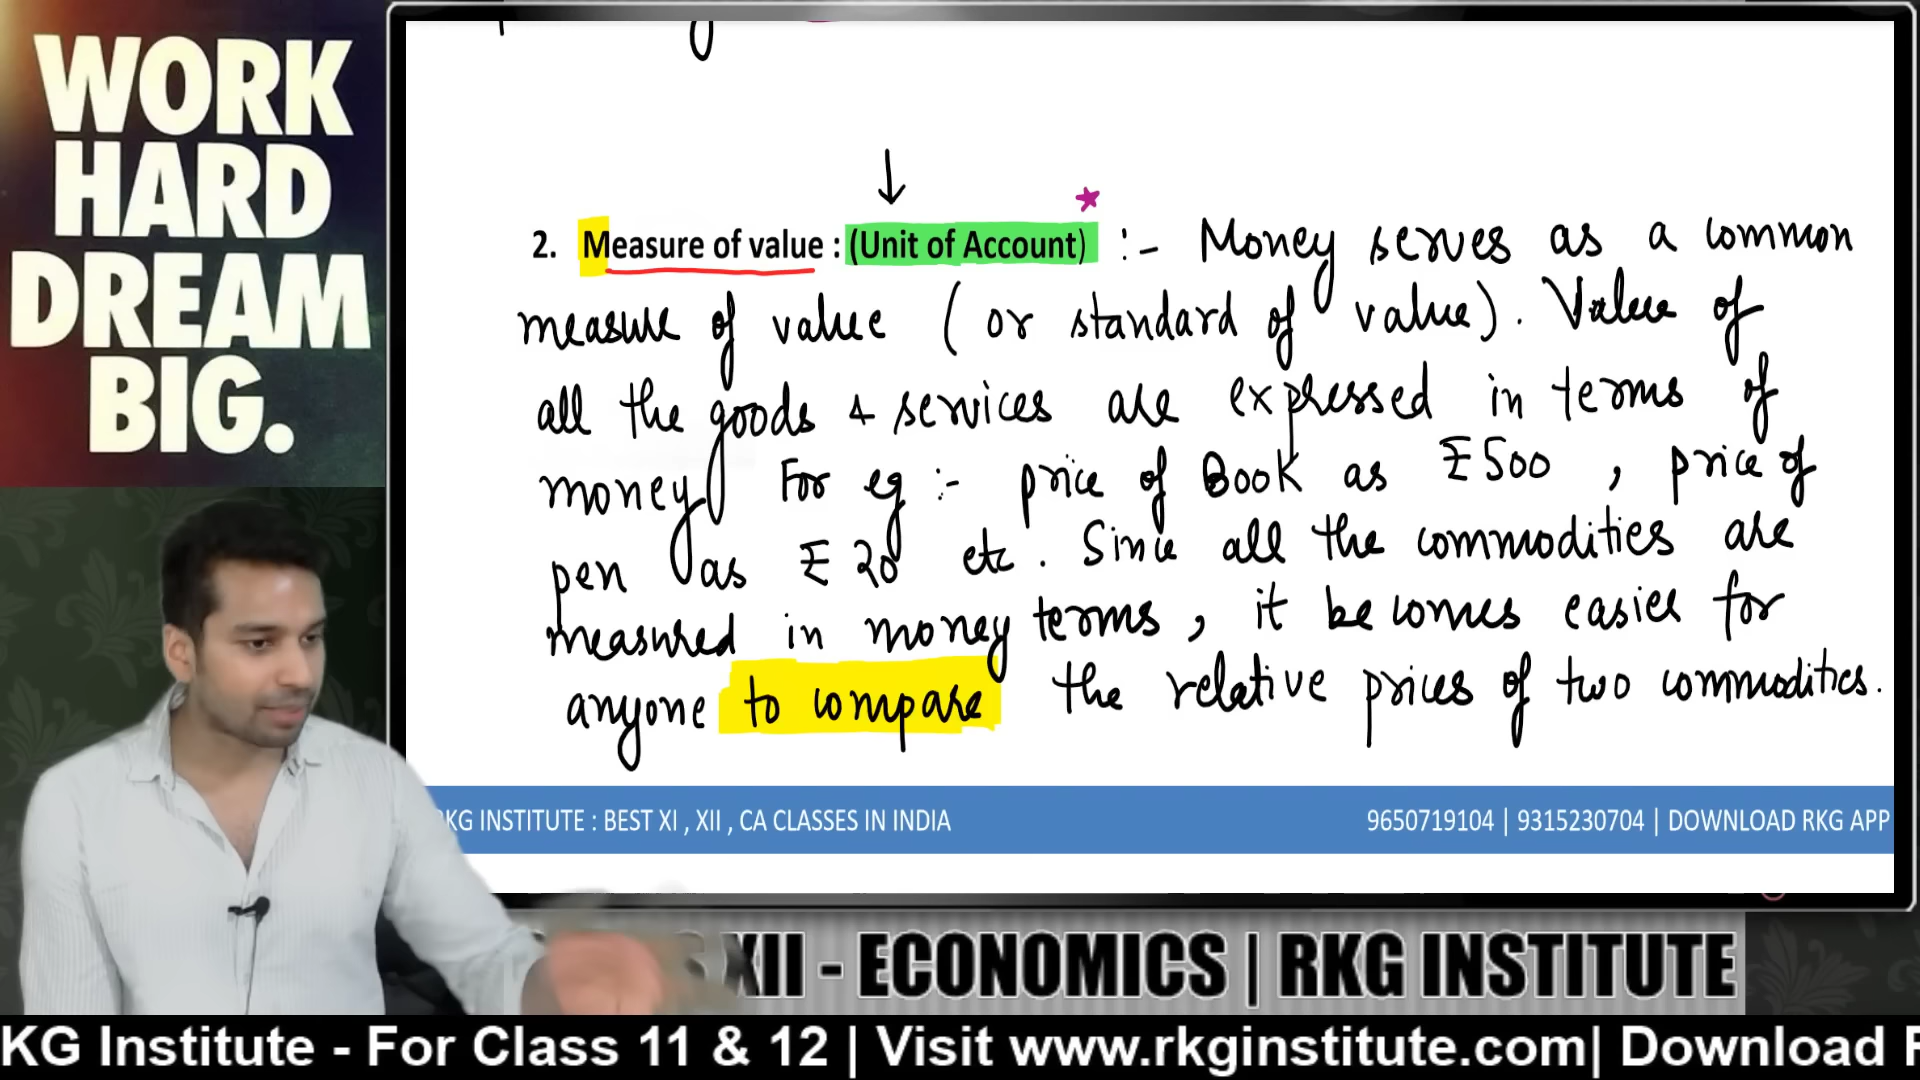 WORK
HARD
DREAM
BIG.
2. Measure of value : (Unit of Account) :- Money serves as a common
measure of value (or standard of value). Value of
all the goods & services are expressed in terms of
money For eg :- price of Book as ₹500 , price of
pen as ₹20 etc. Since all the commodities are
measured in money terms, it becomes easier for
anyone to compare the relative prices of two commodities.
KG INSTITUTE : BEST XI , XII , CA CLASSES IN INDIA
9650719104 | 9315230704 | DOWNLOAD RKG APP
XII - ECONOMICS | RKG INSTITUTE
KG Institute - For Class 11 & 12 | Visit www.rkginstitute.com| Download